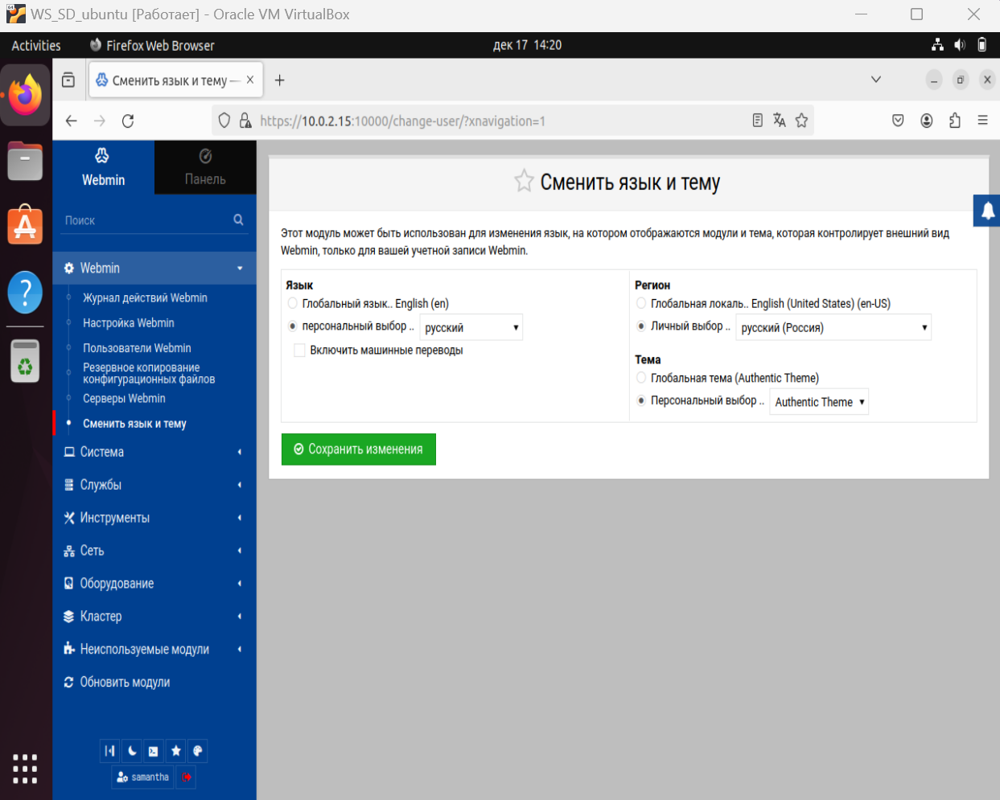 WS_SD_ubuntu [Работает] - Oracle VM VirtualBox
Activities
Firefox Web Browser
дек 17 14:20
Сменить язык и тему —
https://10.0.2.15:10000/change-user/?xnavigation=1
Webmin
Панель
Поиск
Webmin
Журнал действий Webmin
Настройка Webmin
Пользователи Webmin
Резервное копирование
конфигурационных файлов
Серверы Webmin
Сменить язык и тему
Система
Службы
Инструменты
Сеть
Оборудование
Кластер
Неиспользуемые модули
Обновить модули
samantha
Сменить язык и тему
Этот модуль может быть использован для изменения язык, на котором отображаются модули и тема, которая контролирует внешний вид
Webmin, только для вашей учетной записи Webmin.
Язык
Глобальный язык.. English (en)
персональный выбор .. русский
Включить машинные переводы
Регион
Глобальная локаль.. English (United States) (en-US)
Личный выбор .. русский (Россия)
Тема
Глобальная тема (Authentic Theme)
Персональный выбор .. Authentic Theme
Сохранить изменения